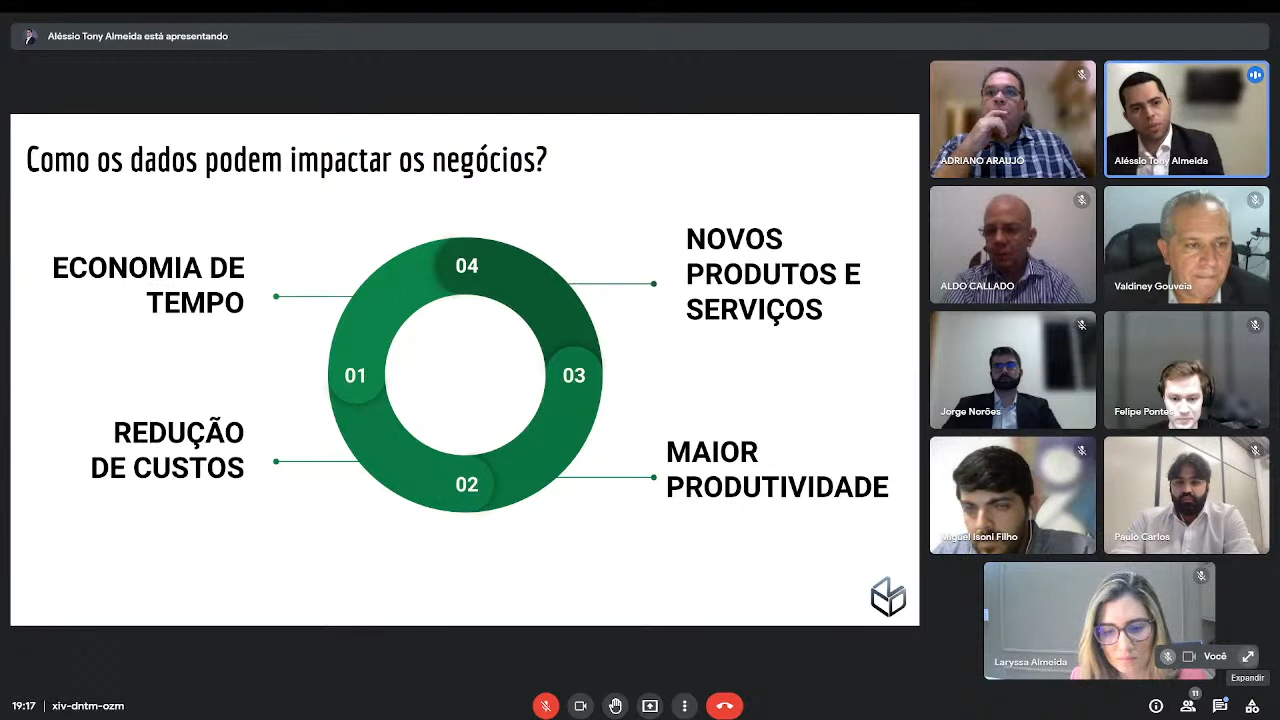 Aléssio Tony Almeida está apresentando
Como os dados podem impactar os negócios?
ECONOMIA DE
TEMPO
REDUÇÃO
DE CUSTOS
04
01
03
02
NOVOS
PRODUTOS E
SERVIÇOS
MAIOR
PRODUTIVIDADE
ADRIANO ARAUJO
Aléssio Tony Almeida
ALDO CALLADO
Valdiney Gouveia
Jorge Norões
Felipe Pontes
Miguel Isoni Filho
Paulo Carlos
Laryssa Almeida
Você
Expandir
19:17 | xiv-dntm-ozm
11